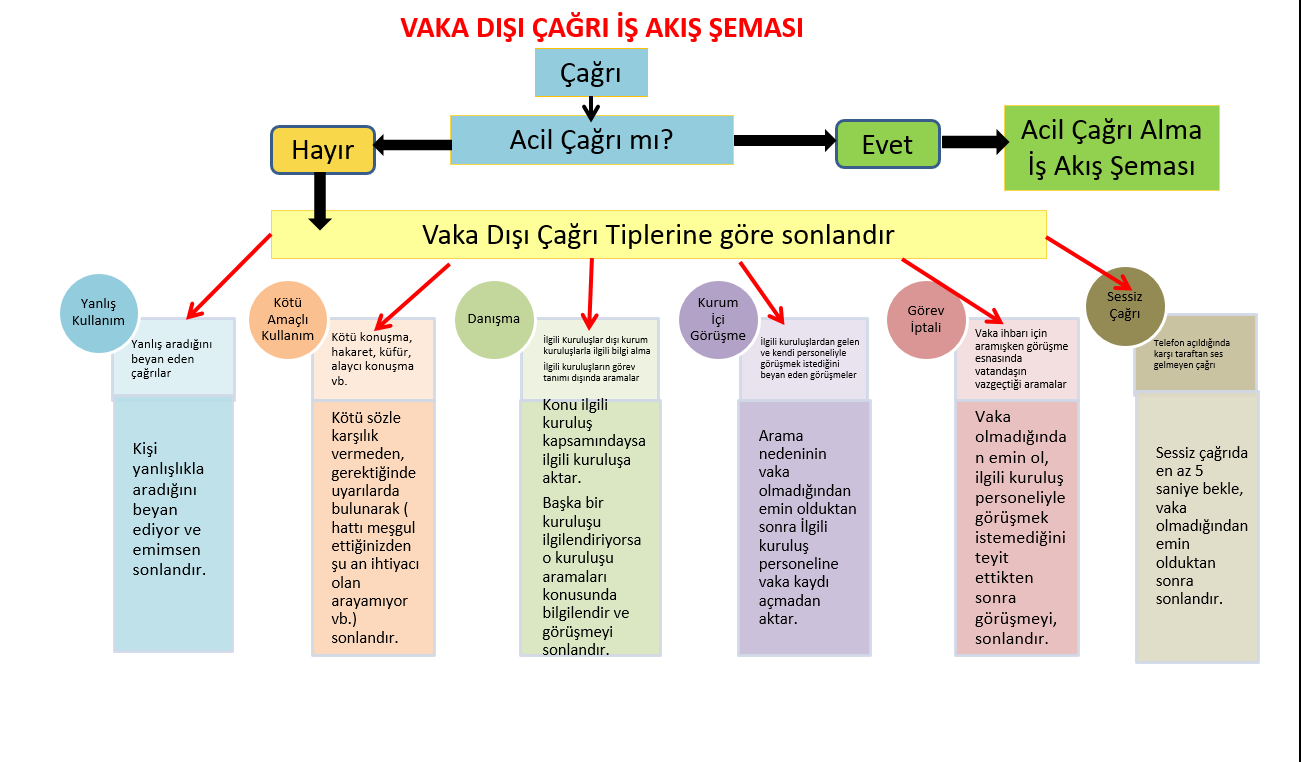 VAKA DIŞI ÇAĞRI İŞ AKIŞ ŞEMASI
Çağrı
Acil Çağrı mı?
Hayır
Evet
Acil Çağrı Alma
İş Akış Şeması
Vaka Dışı Çağrı Tiplerine göre sonlandır
Yanlış
Kullanım
Yanlış aradığını
beyan eden
çağrılar
Kişi
yanlışlıkla
aradığını
beyan
ediyor ve
emimsen
sonlandır.
Kötü
Amaçlı
Kullanım
Kötü konuşma,
hakaret, küfür,
alaycı konuşma
vb.
Kötü sözle
karşılık
vermeden,
gerektiğinde
uyarılarda
bulunarak (
hattı meşgul
ettiğinizden
şu an ihtiyacı
olan
arayamıyor
vb.)
sonlandır.
Danışma
İlgili Kuruluşlar dışı kurum
kuruluşlarla ilgili bilgi alma
İlgili kuruluşların görev
tanımı dışında aramalar
Konu ilgili
kuruluş
kapsamındaysa
ilgili kuruluşa
aktar.
Başka bir
kuruluşu
ilgilendiriyorsa
o kuruluşu
aramaları
konusunda
bilgilendir ve
görüşmeyi
sonlandır.
Kurum
İçi
Görüşme
İlgili kuruluşlardan gelen
ve kendi personeliyle
görüşmek istediğini
beyan eden görüşmeler
Arama
nedeninin
vaka
olmadığından
emin olduktan
sonra İlgili
kuruluş
personeline
vaka kaydı
açmadan
aktar.
Görev
İptali
Vaka ihbarı için
aramışken görüşme
esnasında
vatandaşın
vazgeçtiği aramalar
Vaka
olmadığında
n emin ol,
ilgili kuruluş
personeliyle
görüşmek
istemediğini
teyit
ettikten
sonra
görüşmeyi,
sonlandır.
Sessiz
Çağrı
Telefon açıldığında
karşı taraftan ses
gelmeyen çağrı
Sessiz çağrıda
en az 5
saniye bekle,
vaka
olmadığından
emin
olduktan
sonra
sonlandır.